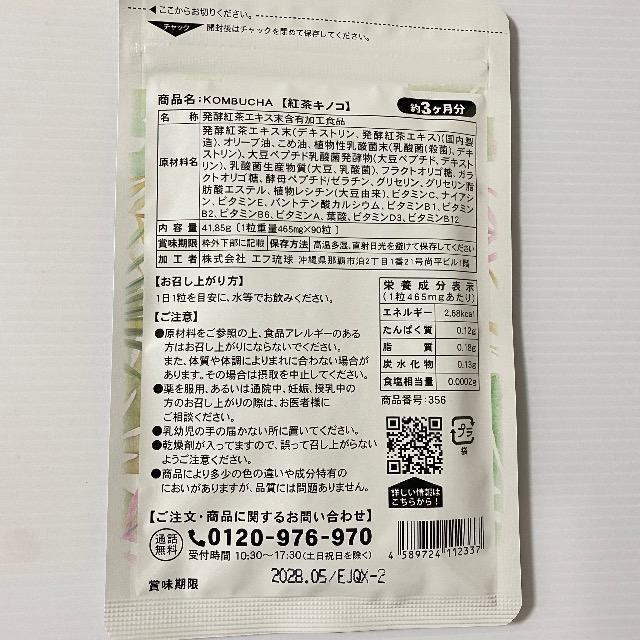 ◀ここからお切りください。
チャック
開封後はチャックを閉めて保存してください。
商品名:KOMBUCHA 【紅茶キノコ】
約3ヶ月分
名 称 発酵紅茶エキス末含有加工食品
原材料名
発酵紅茶エキス末(デキストリン、発酵紅茶エキス)(国内製
造)、オリーブ油、こめ油、植物性乳酸菌末(乳酸菌(殺菌)、デキ
ストリン)、大豆ペプチド乳酸菌発酵物(大豆ペプチド、デキスト
リン)、乳酸菌生産物質(大豆、乳酸菌)、フラクトオリゴ糖、ガラ
クトオリゴ糖、酵母ペプチド/ゼラチン、グリセリン、グリセリン脂
肪酸エステル、植物レシチン(大豆由来)、ビタミンC、ナイアシ
ン、ビタミンE、パントテン酸カルシウム、ビタミンB1、ビタミン
B2、ビタミンB6、ビタミンA、葉酸、ビタミンD3、ビタミンB12
内 容 量 41.85g [1粒重量465mg×90粒]
賞味期限 枠外下部に記載 保存方法 高温多湿、直射日光を避けて保存してください
加 工 者 株式会社 エフ琉球 沖縄県那覇市泊2丁目1番21号尚平ビル1階
【お召し上がり方】
1日1粒を目安に、水等でお飲みください。
【ご注意】
●原材料をご参照の上、食品アレルギーのある
方はお召し上がりにならないでください。
また、体質や体調によりまれに合わない場合が
あります。その場合は摂取を中止してください。
●薬を服用、あるいは通院中、妊娠、授乳中の
方のお召し上がりの際は、お医者様に
ご相談ください。
●乳幼児の手の届かない所に置いてください。
●乾燥剤が入ってますので、誤って召し上がらない
ようご注意ください。
●商品により多少の色の違いや成分特有の
においがありますが、品質には問題ありません。
栄養成分表示
(1粒465mgあたり)
エネルギー 2.68kcal
たんぱく質 0.12g
脂 質 0.18g
炭水化物 0.13g
食塩相当量 0.0002g
商品番号:356
プラ
袋
詳しい情報は
こちらから!
【ご注文・商品に関するお問い合わせ】
通話
無料
0120-976-970
受付時間 10:30~17:30(土日祝日を除く)
4 589724 112337
賞味期限
2028.05/EJQX-2